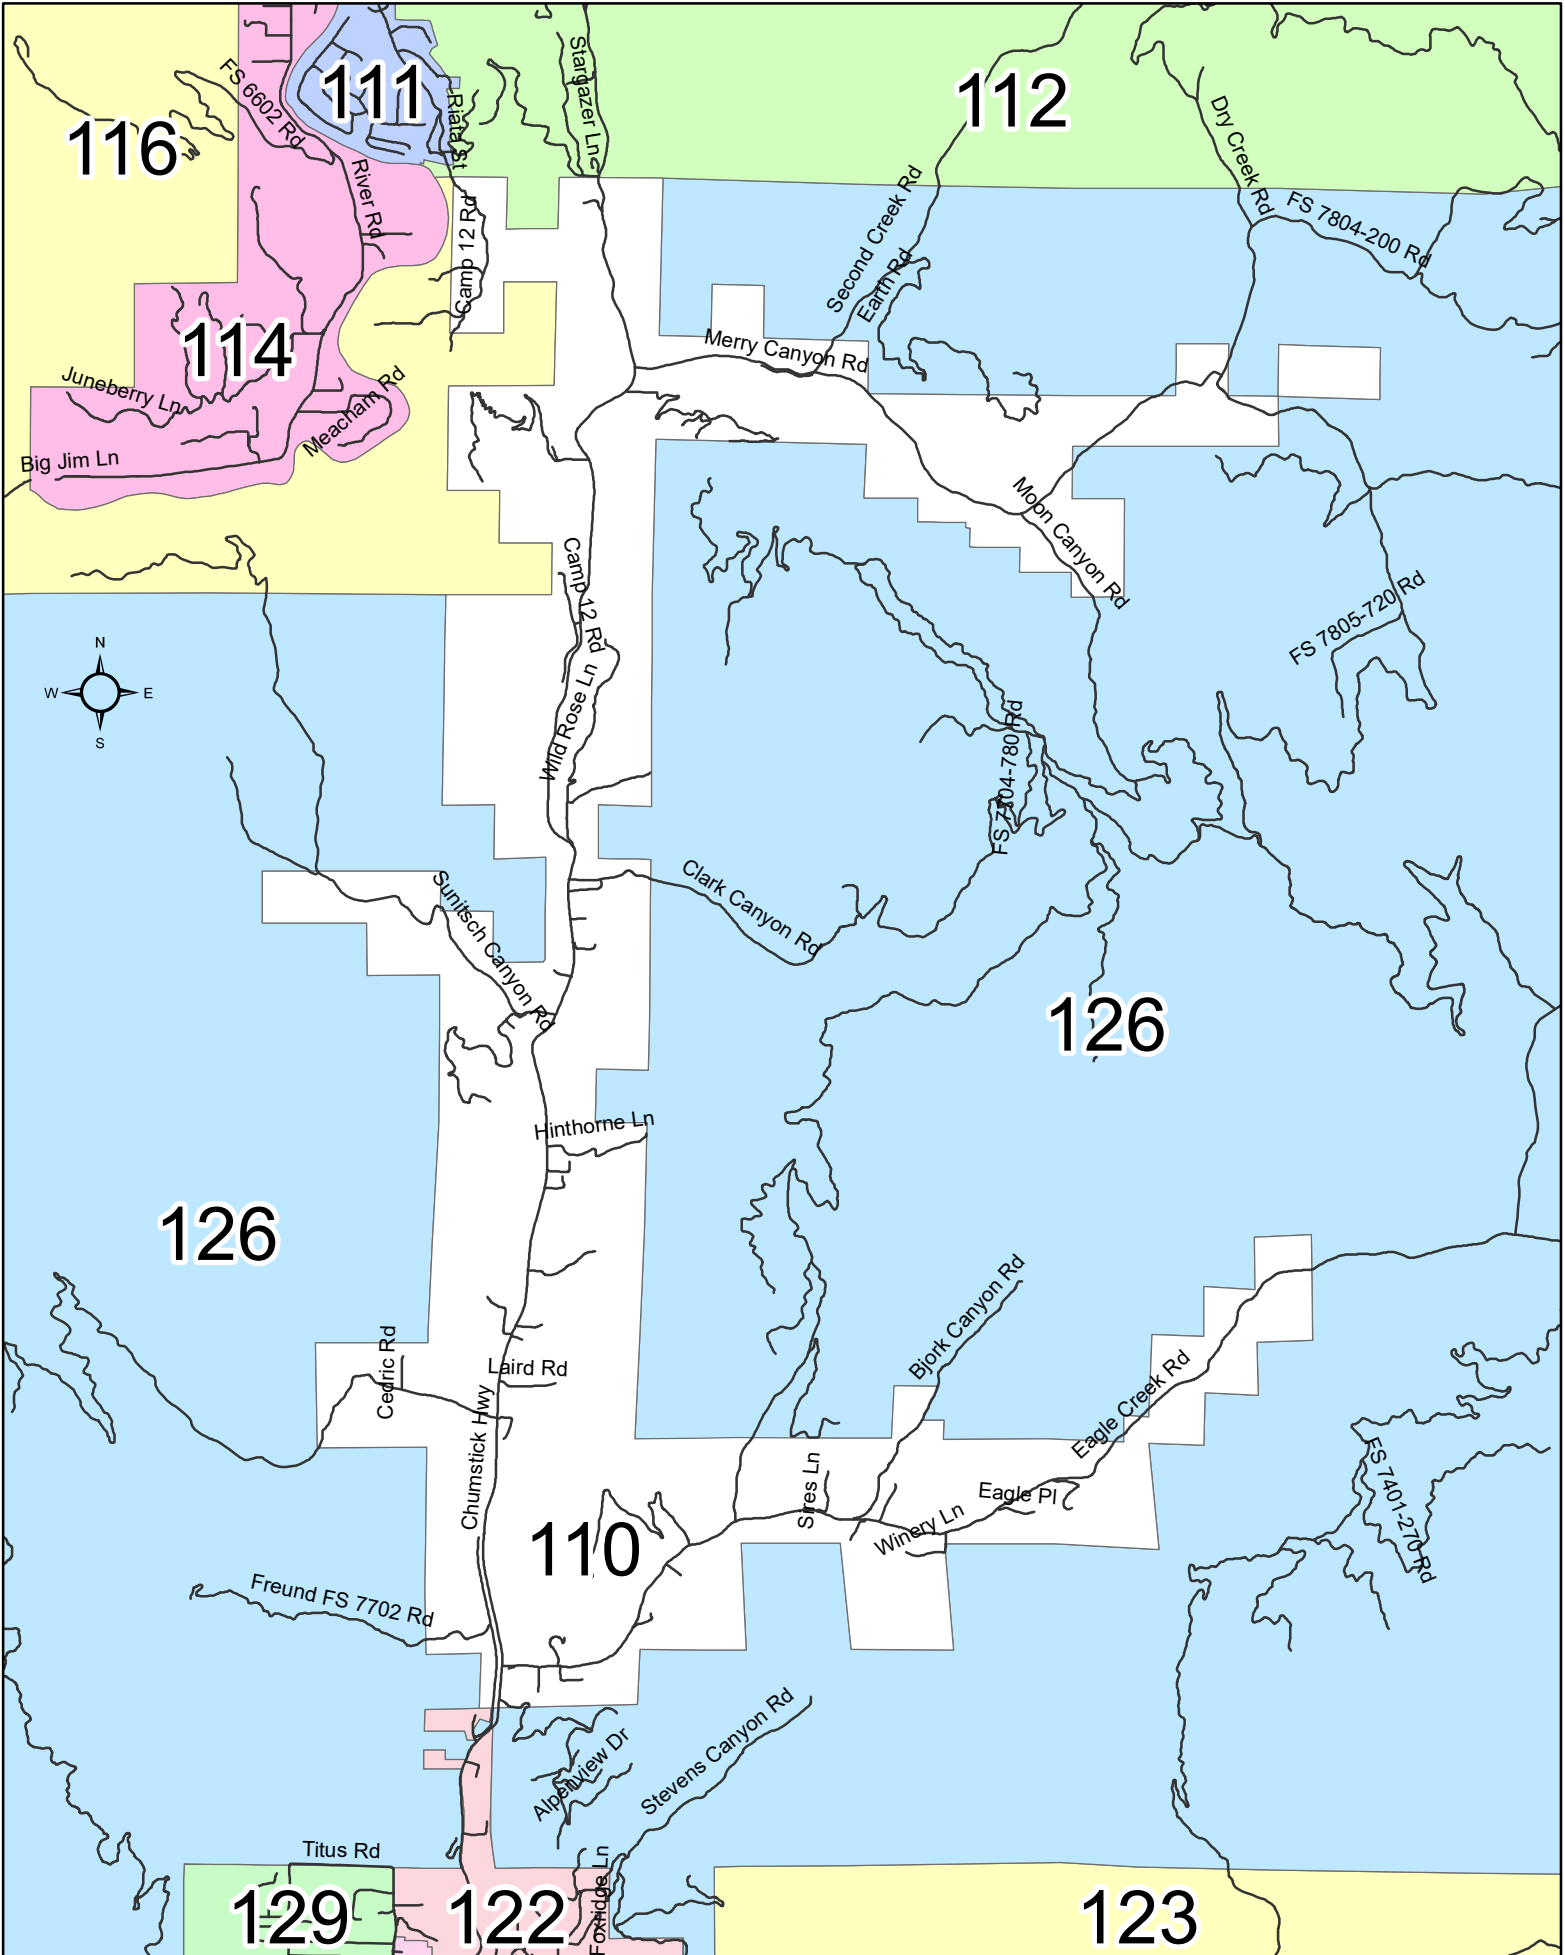 111
112
116
114
FS 6602 Rd
River Rd
Riata St
Stargazer Ln
Camp 12 Rd
Second Creek Rd
Earth Rd
Dry Creek Rd
FS 7804-200 Rd
Merry Canyon Rd
Juneberry Ln
Meacham Rd
Big Jim Ln
Moon Canyon Rd
Camp 12 Rd
FS 7805-720 Rd
N
W
E
S
Wild Rose Ln
FS 7704-780 Rd
Clark Canyon Rd
Sunitsch Canyon Rd
126
Hinthorne Ln
126
Bjork Canyon Rd
Cedric Rd
Laird Rd
Eagle Creek Rd
Chumstick Hwy
Sires Ln
Eagle Pl
Winery Ln
FS 7401-270 Rd
110
Freund FS 7702 Rd
Alpenview Dr
Stevens Canyon Rd
Titus Rd
Foxridge Ln
129
122
123